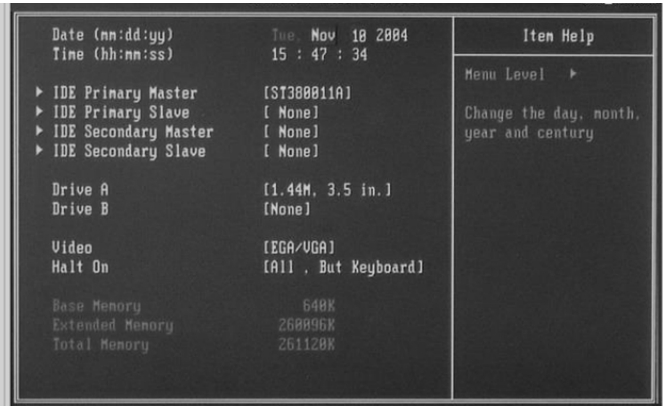 Date (mm:dd:yy) Tue, Nov 10 2004
Time (hh:mm:ss) 15 : 47 : 34
IDE Primary Master [ST380011A]
IDE Primary Slave [ None]
IDE Secondary Master [ None]
IDE Secondary Slave [ None]
Drive A [1.44M, 3.5 in.]
Drive B [None]
Video [EGA/VGA]
Halt On [All , But Keyboard]
Base Memory 640K
Extended Memory 260096K
Total Memory 261120K
Item Help
Menu Level
Change the day, month,
year and century